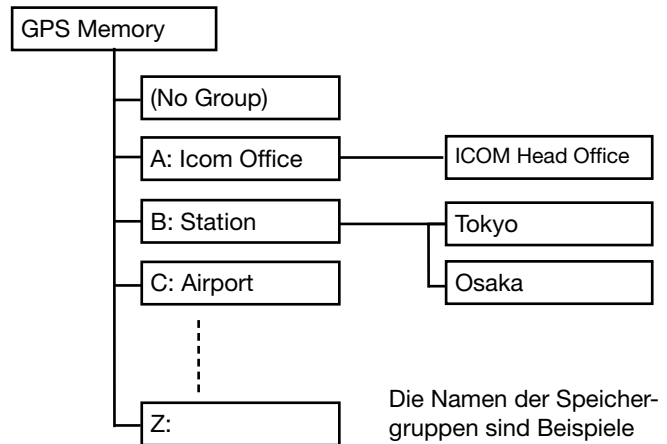 GPS Memory
(No Group)
A: Icom Office
ICOM Head Office
B: Station
Tokyo
C: Airport
Osaka
Z:
Die Namen der Speicher-
gruppen sind Beispiele